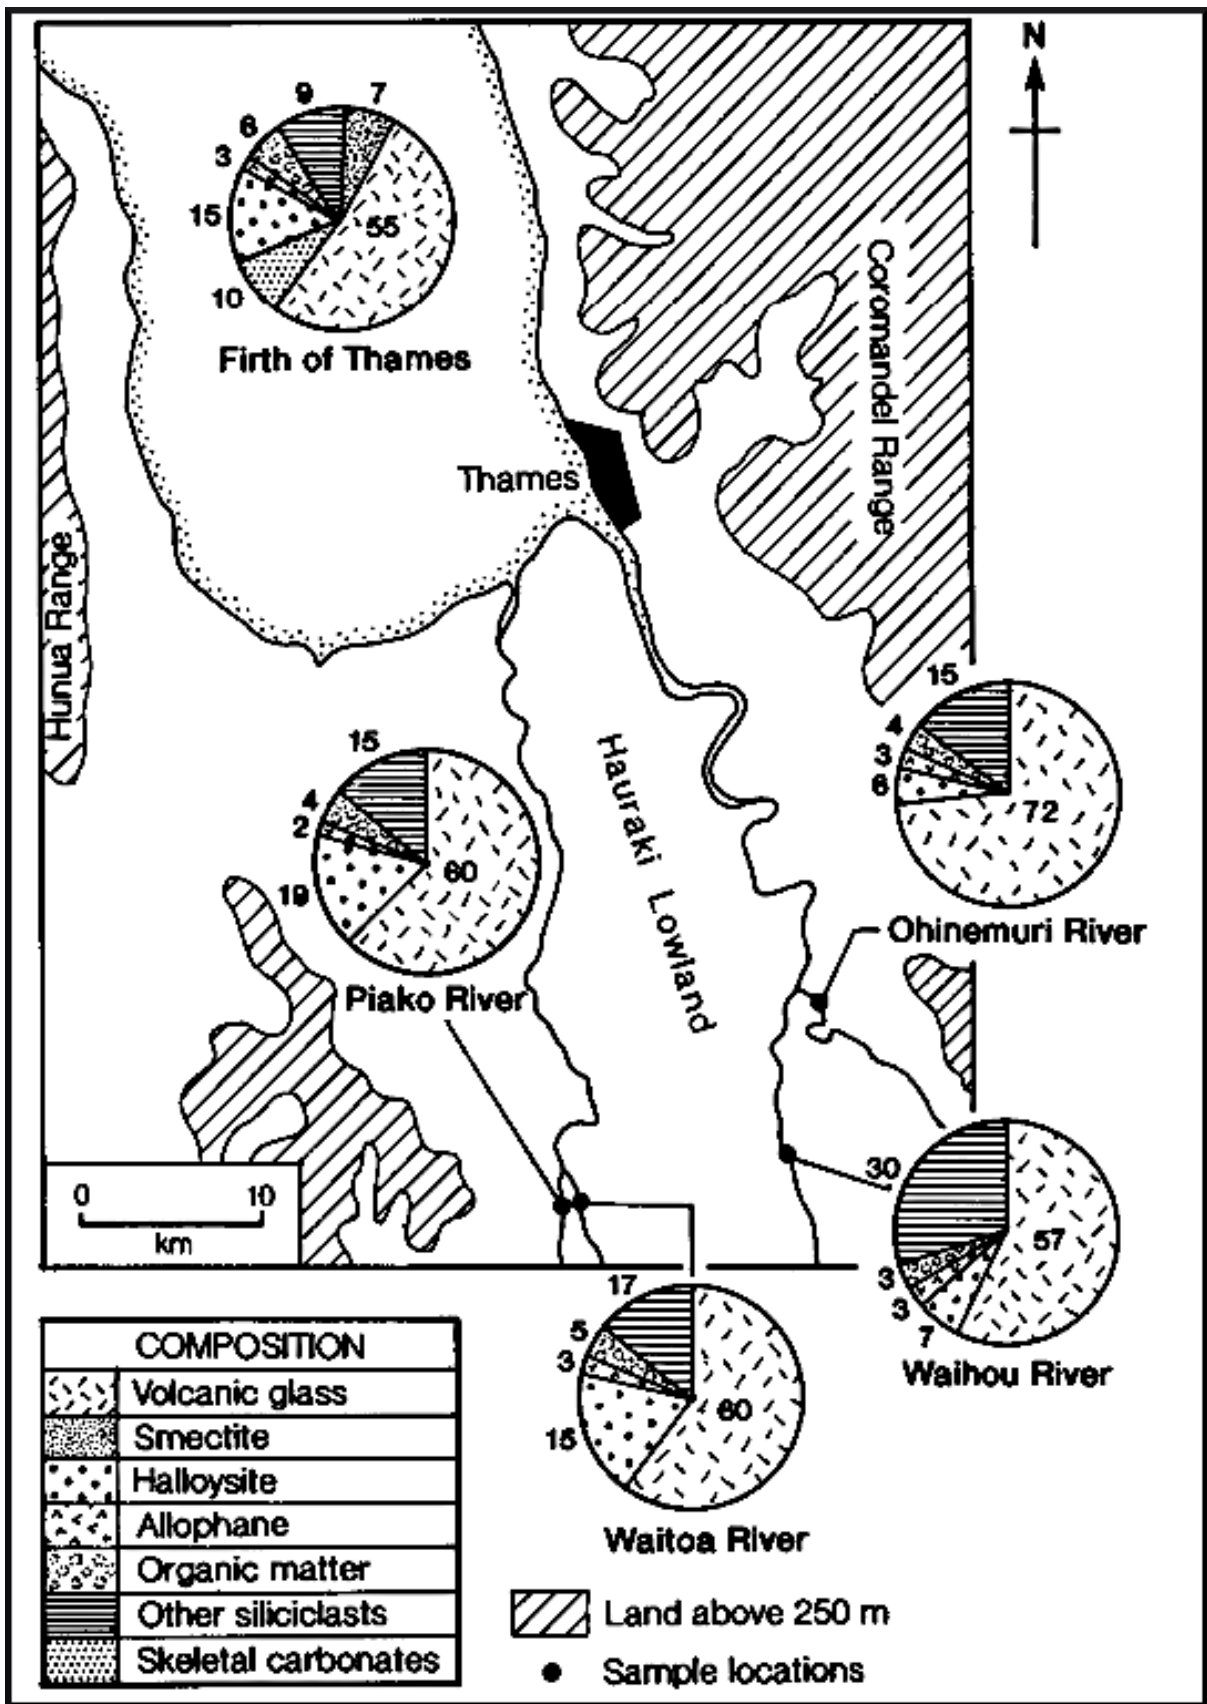 N
9
7
6
3
15
55
10
Firth of Thames
Coromandel Range
Thames
Hunua Range
Hauraki Lowland
15
4
3
6
72
Ohinemuri River
15
4
2
19
60
Piako River
30
57
3
3
7
Waihou River
17
5
3
15
60
Waitoa River
0 10
km
COMPOSITION
Volcanic glass
Smectite
Halloysite
Allophane
Organic matter
Other siliciclasts
Skeletal carbonates
Land above 250 m
Sample locations